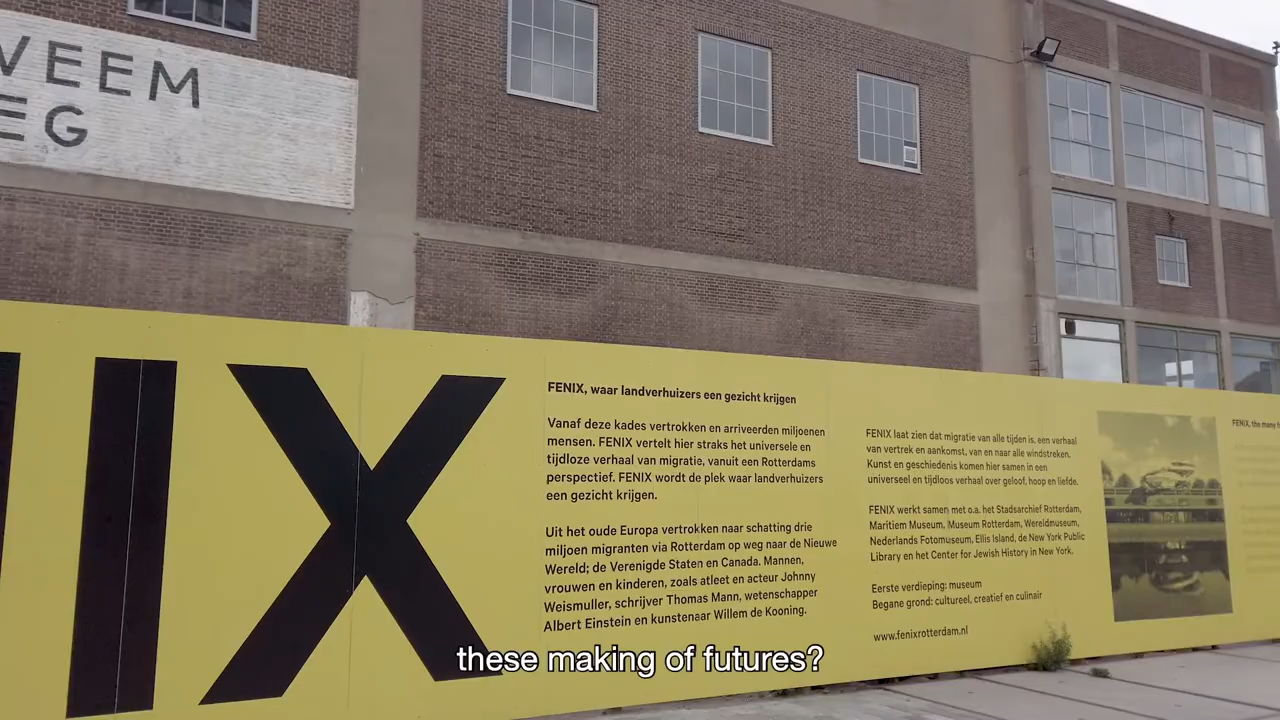 VEEM
EG
IX
FENIX, waar landverhuizers een gezicht krijgen
Vanaf deze kades vertrokken en arriveerden miljoenen
mensen. FENIX vertelt hier straks het universele en
tijdloze verhaal van migratie, vanuit een Rotterdams
perspectief. FENIX wordt de plek waar landverhuizers
een gezicht krijgen.
Uit het oude Europa vertrokken naar schatting drie
miljoen migranten via Rotterdam op weg naar de Nieuwe
Wereld; de Verenigde Staten en Canada. Mannen,
vrouwen en kinderen, zoals atleet en acteur Johnny
Weismuller, schrijver Thomas Mann, wetenschapper
Albert Einstein en kunstenaar Willem de Kooning.
FENIX laat zien dat migratie van alle tijden is, een verhaal
van vertrek en aankomst, van en naar alle windstreken.
Kunst en geschiedenis komen hier samen in een
universeel en tijdloos verhaal over geloof, hoop en liefde.
FENIX werkt samen met o.a. het Stadsarchief Rotterdam,
Maritiem Museum, Museum Rotterdam, Wereldmuseum,
Nederlands Fotomuseum, Ellis Island, de New York Public
Library en het Center for Jewish History in New York.
Eerste verdieping: museum
Begane grond: cultureel, creatief en culinair
www.fenixrotterdam.nl
FENIX, the many
these making of futures?